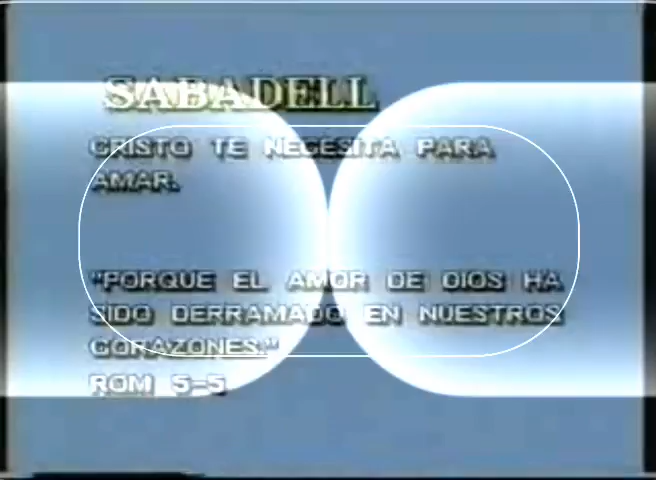 SABADELL
CRISTO TE NECESITA PARA
AMAR.
"PORQUE EL AMOR DE DIOS HA
SIDO DERRAMADO EN NUESTROS
CORAZONES."
ROM 5-5